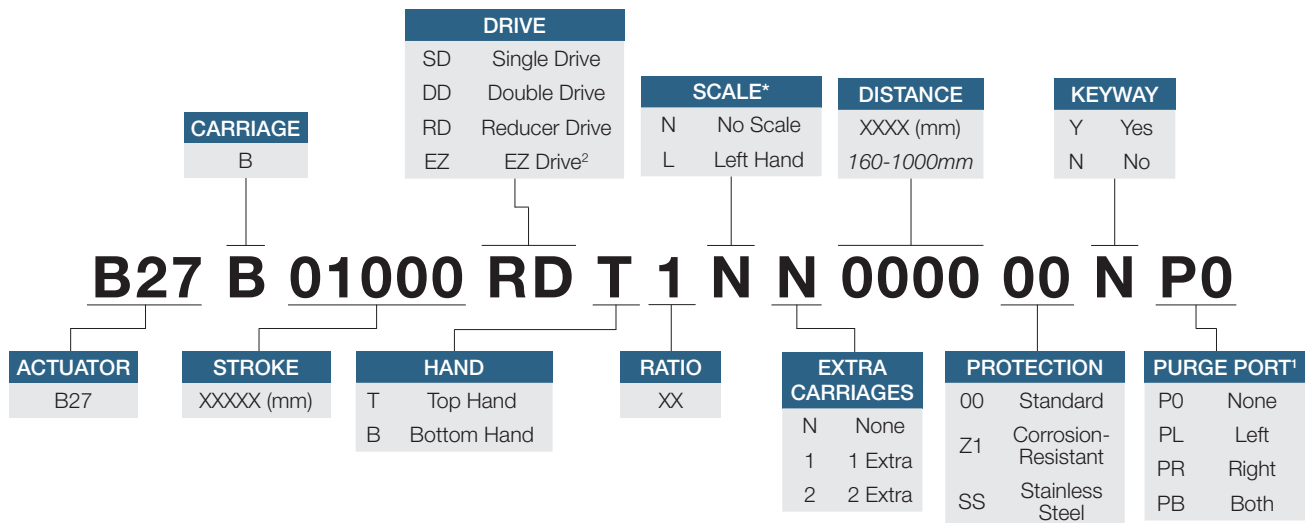 DRIVE
SD Single Drive
DD Double Drive
RD Reducer Drive
EZ EZ Drive²
SCALE*
N No Scale
L Left Hand
DISTANCE
XXXX (mm)
160-1000mm
KEYWAY
Y Yes
N No
CARRIAGE
B
B27 B 01000 RD T 1 N N 0000 00 N P0
ACTUATOR
B27
STROKE
XXXXX (mm)
HAND
T Top Hand
B Bottom Hand
RATIO
XX
EXTRA
CARRIAGES
N None
1 1 Extra
2 2 Extra
PROTECTION
00 Standard
Z1 Corrosion-
Resistant
SS Stainless
Steel
PURGE PORT¹
P0 None
PL Left
PR Right
PB Both